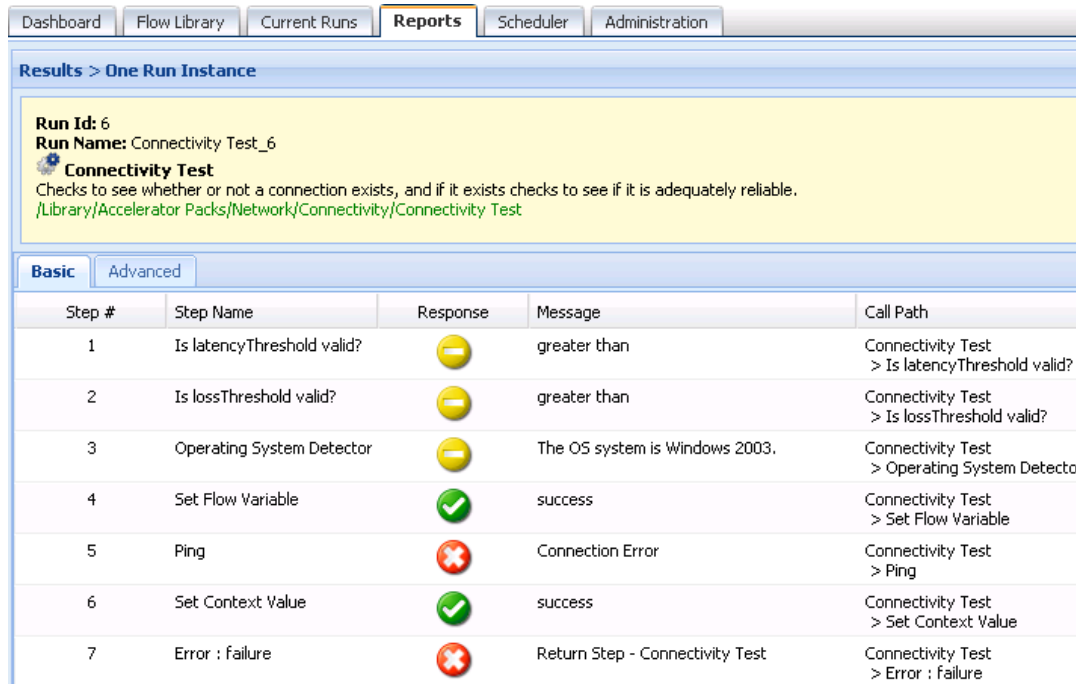 Dashboard Flow Library Current Runs Reports Scheduler Administration
Results > One Run Instance
Run Id: 6
Run Name: Connectivity Test_6
Connectivity Test
Checks to see whether or not a connection exists, and if it exists checks to see if it is adequately reliable.
/Library/Accelerator Packs/Network/Connectivity/Connectivity Test
Basic Advanced
Step # Step Name Response Message Call Path
1 Is latencyThreshold valid? greater than Connectivity Test
> Is latencyThreshold valid?
2 Is lossThreshold valid? greater than Connectivity Test
> Is lossThreshold valid?
3 Operating System Detector The OS system is Windows 2003. Connectivity Test
> Operating System Detecto
4 Set Flow Variable success Connectivity Test
> Set Flow Variable
5 Ping Connection Error Connectivity Test
> Ping
6 Set Context Value success Connectivity Test
> Set Context Value
7 Error : failure Return Step - Connectivity Test Connectivity Test
> Error : failure